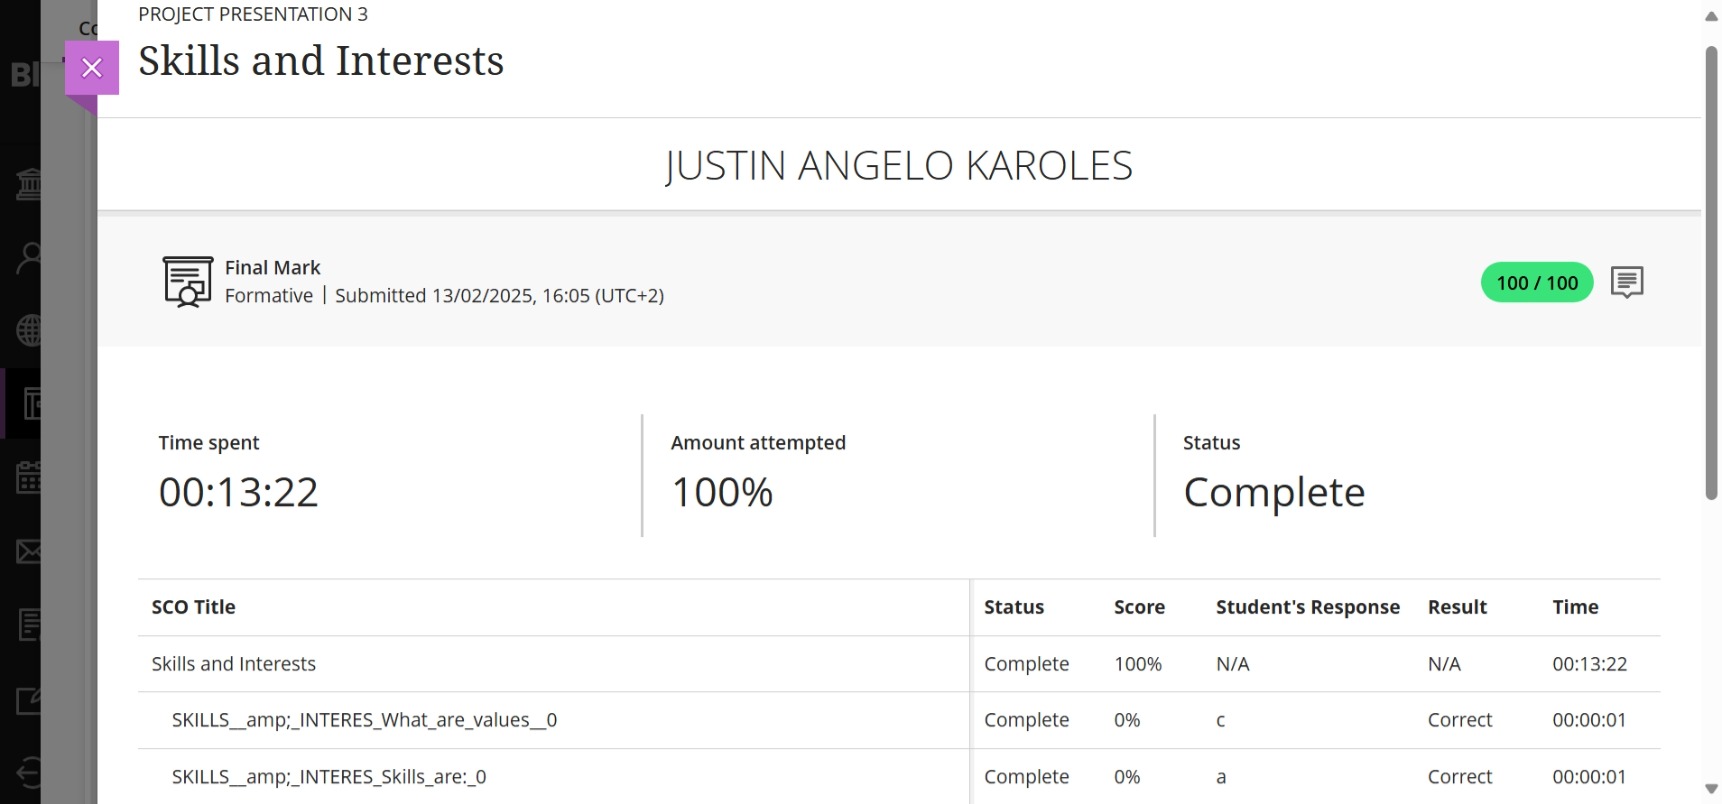 PROJECT PRESENTATION 3
Skills and Interests
JUSTIN ANGELO KAROLES
Final Mark
Formative | Submitted 13/02/2025, 16:05 (UTC+2)
100 / 100
Time spent
00:13:22
Amount attempted
100%
Status
Complete
SCO Title Status Score Student's Response Result Time
Skills and Interests Complete 100% N/A N/A 00:13:22
SKILLS__amp;_INTERES_What_are_values__0 Complete 0% c Correct 00:00:01
SKILLS__amp;_INTERES_Skills_are:_0 Complete 0% a Correct 00:00:01